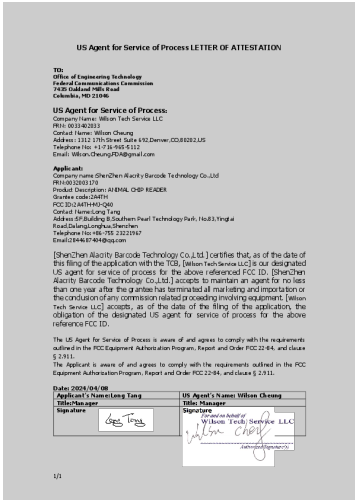 US Agent for Service of Process LETTER OF ATTESTATION
TO:
Office of Engineering Technology
Federal Communications Commission
7435 Oakland Mills Road
Columbia, MD 21046
US Agent for Service of Process:
Company Name: Wilson Tech Service LLC
FRN: 0033402033
Contact Name: Wilson Cheung
Address: 1312 17th Street Suite 692,Denver,CO,80202,US
Telephone No: +1-716-965-5112
Email: Wilson.Cheung.FDA@gmail.com
Applicant:
Company name:ShenZhen Alacrity Barcode Technology Co.,Ltd
FRN:0032003170
Product Description: ANIMAL CHIP READER
Grantee code:2A4TH
FCC ID:2A4TH-MJ-Q40
Contact Name:Long Tang
Address:5F.Building B.Southern Pearl Technology Park, No.83,Yingtai
Road,Dalang,Longhua,Shenzhen
Telephone No:+86-755 23221967
Email:2844687404@qq.com
[ShenZhen Alacrity Barcode Technology Co.,Ltd.] certifies that, as of the date of
this filing of the application with the TCB, [Wilson Tech Service LLC] is our designated
US agent for service of process for the above referenced FCC ID. [ShenZhen
Alacrity Barcode Technology Co.,Ltd.] accepts to maintain an agent for no less
than one year after the grantee has terminated all marketing and importation or
the conclusion of any commission related proceeding involving equipment. [Wilson
Tech Service LLC] accepts, as of the date of the filing of the application, the
obligation of the designated US agent for service of process for the above
reference FCC ID.
The US Agent for Service of Process is aware of and agrees to comply with the requirements
outlined in the FCC Equipment Authorization Program, Report and Order FCC 22-84, and clause
§ 2.911.
The Applicant is aware of and agrees to comply with the requirements outlined in the FCC
Equipment Authorization Program, Report and Order FCC 22-84, and clause § 2.911.
Date: 2024/04/08
Applicant's Name:Long Tang US Agent's Name: Wilson Cheung
Title:Manager Title: Manager
Signature Signature
Long Tang
For and on behalf of
Wilson Tech Service LLC
Wilson Cheung
Authorized Signature(s)
1/1